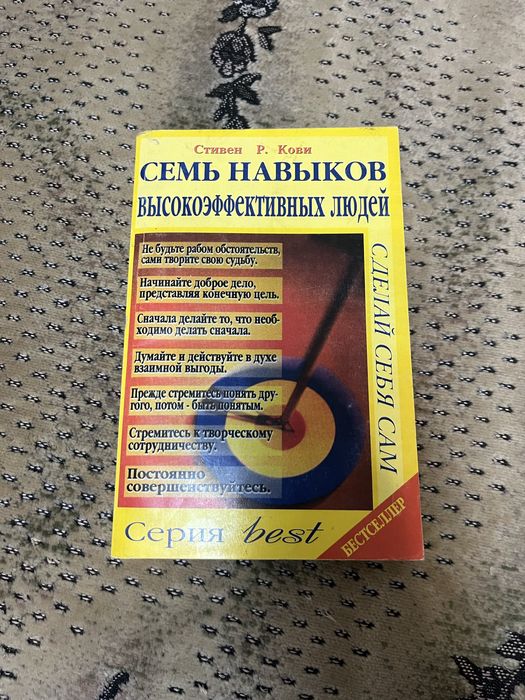 Стивен Р. Кови
СЕМЬ НАВЫКОВ
ВЫСОКОЭФФЕКТИВНЫХ ЛЮДЕЙ
Не будьте рабом обстоятельств,
сами творите свою судьбу.
Начинайте доброе дело,
представляя конечную цель.
Сначала делайте то, что необ-
ходимо делать сначала.
Думайте и действуйте в духе
взаимной выгоды.
Прежде стремитесь понять дру-
гого, потом - быть понятым.
Стремитесь к творческому
сотрудничеству.
Постоянно
совершенствуйтесь.
СДЕЛАЙ СЕБЯ САМ
Серия best
БЕСТСЕЛЛЕР